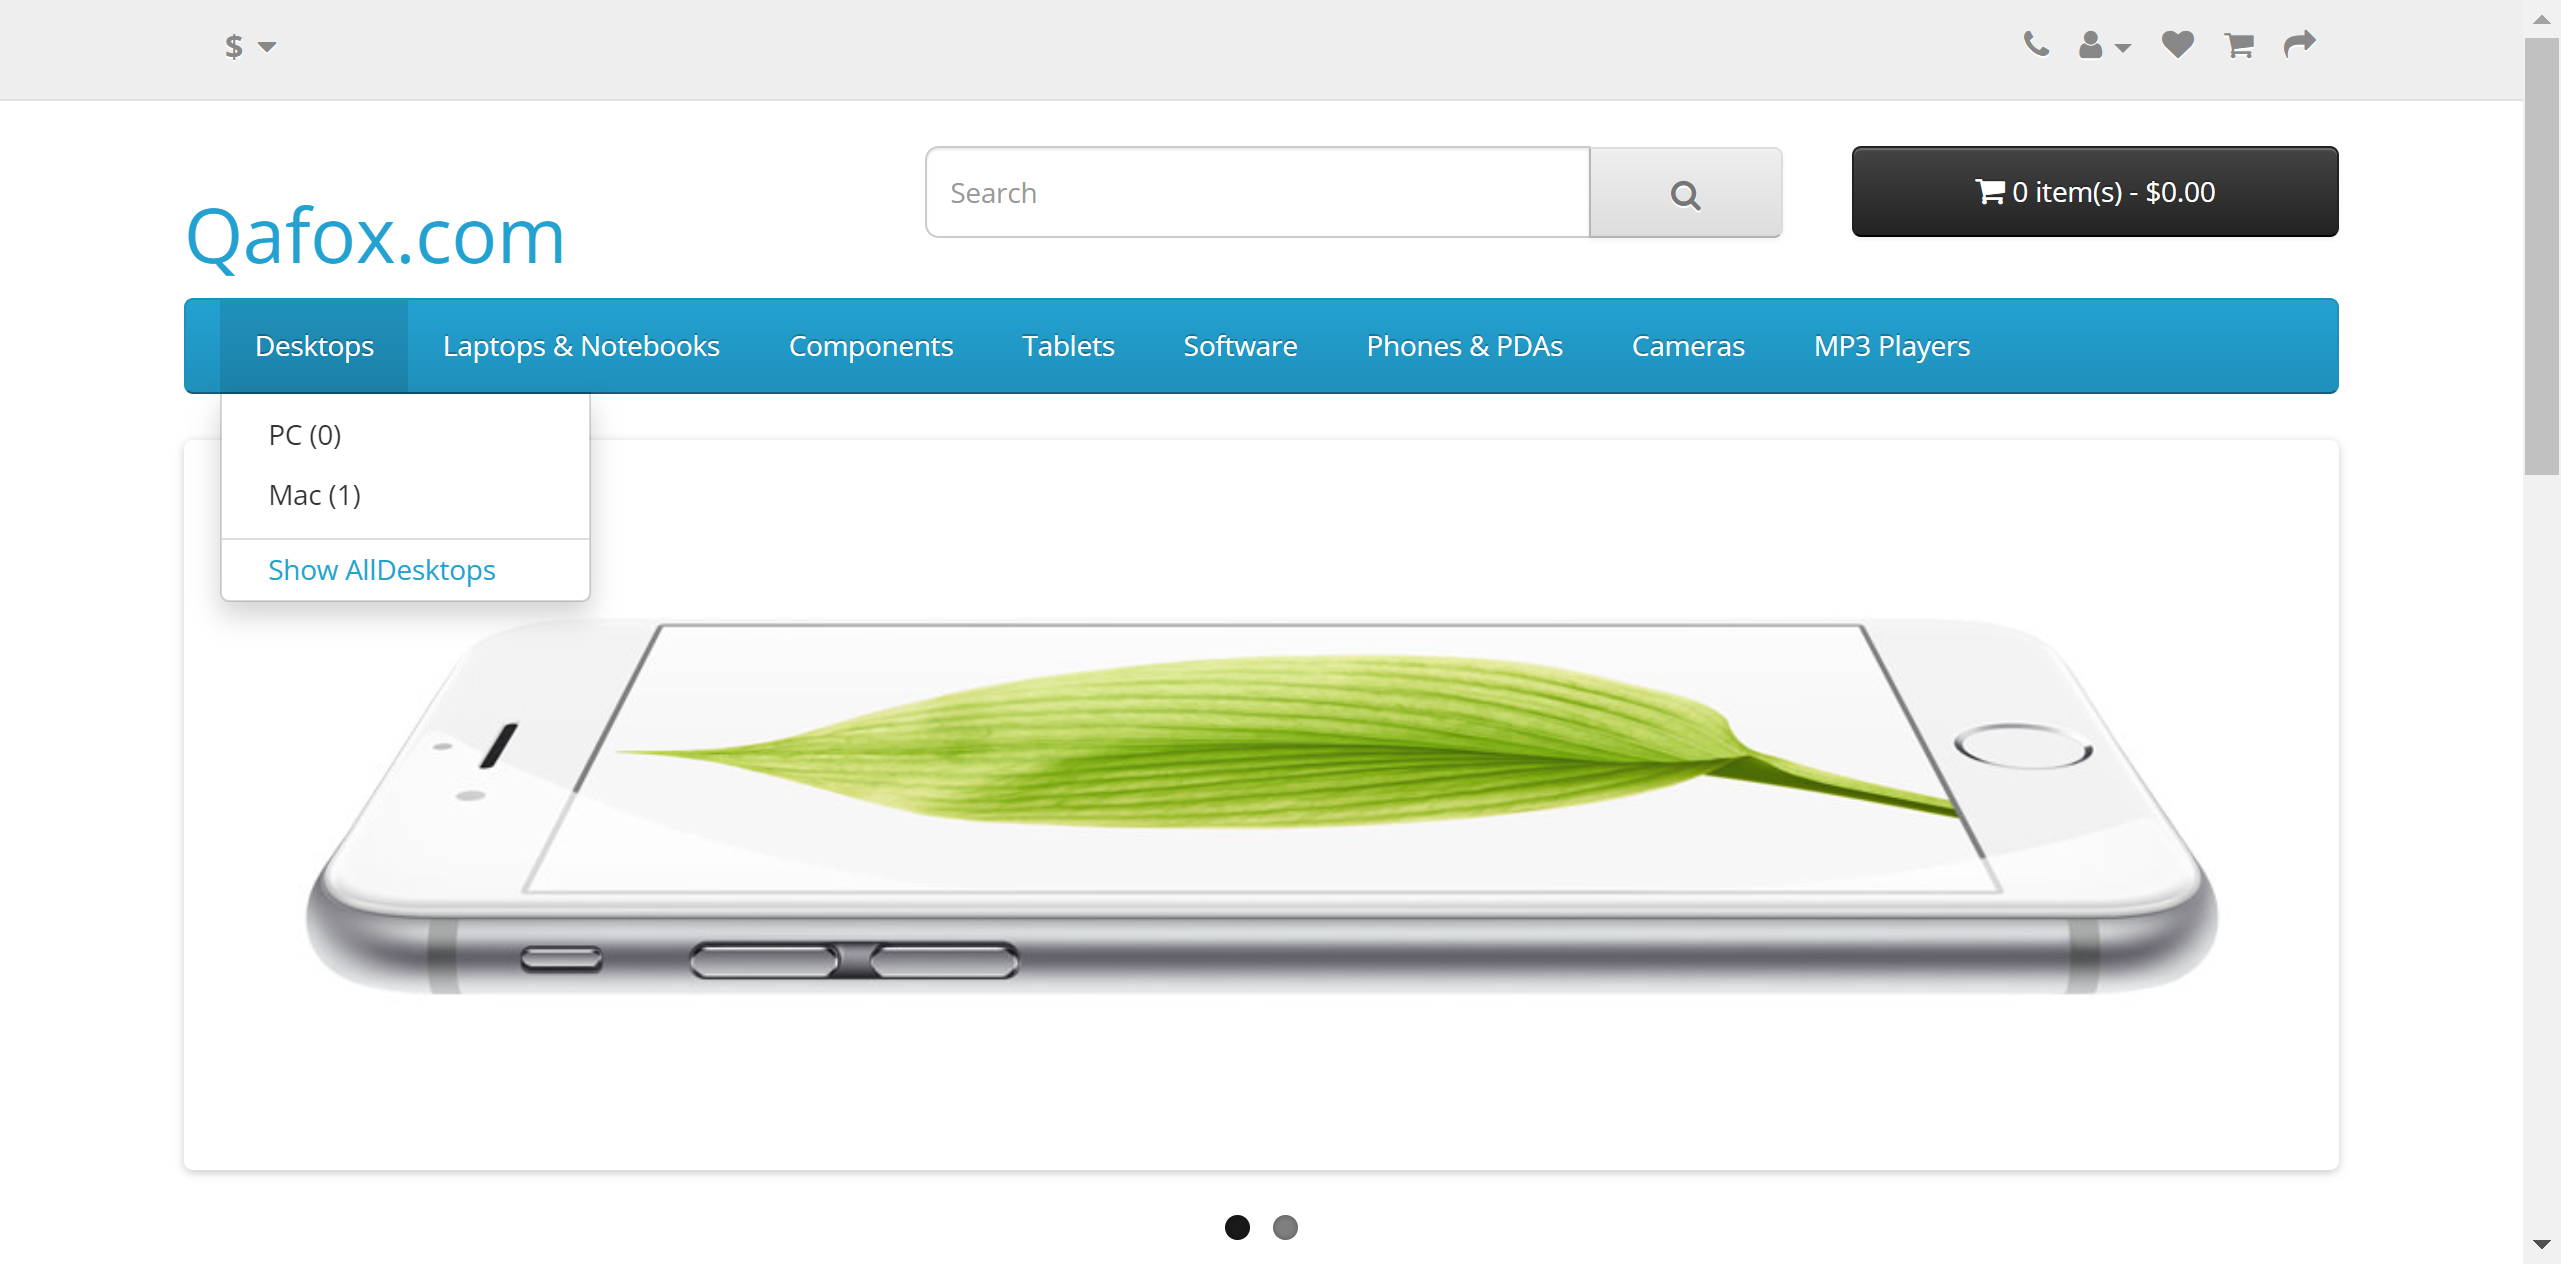 $
Search
0 item(s) - $0.00
Qafox.com
Desktops Laptops & Notebooks Components Tablets Software Phones & PDAs Cameras MP3 Players
PC (0)
Mac (1)
Show AllDesktops